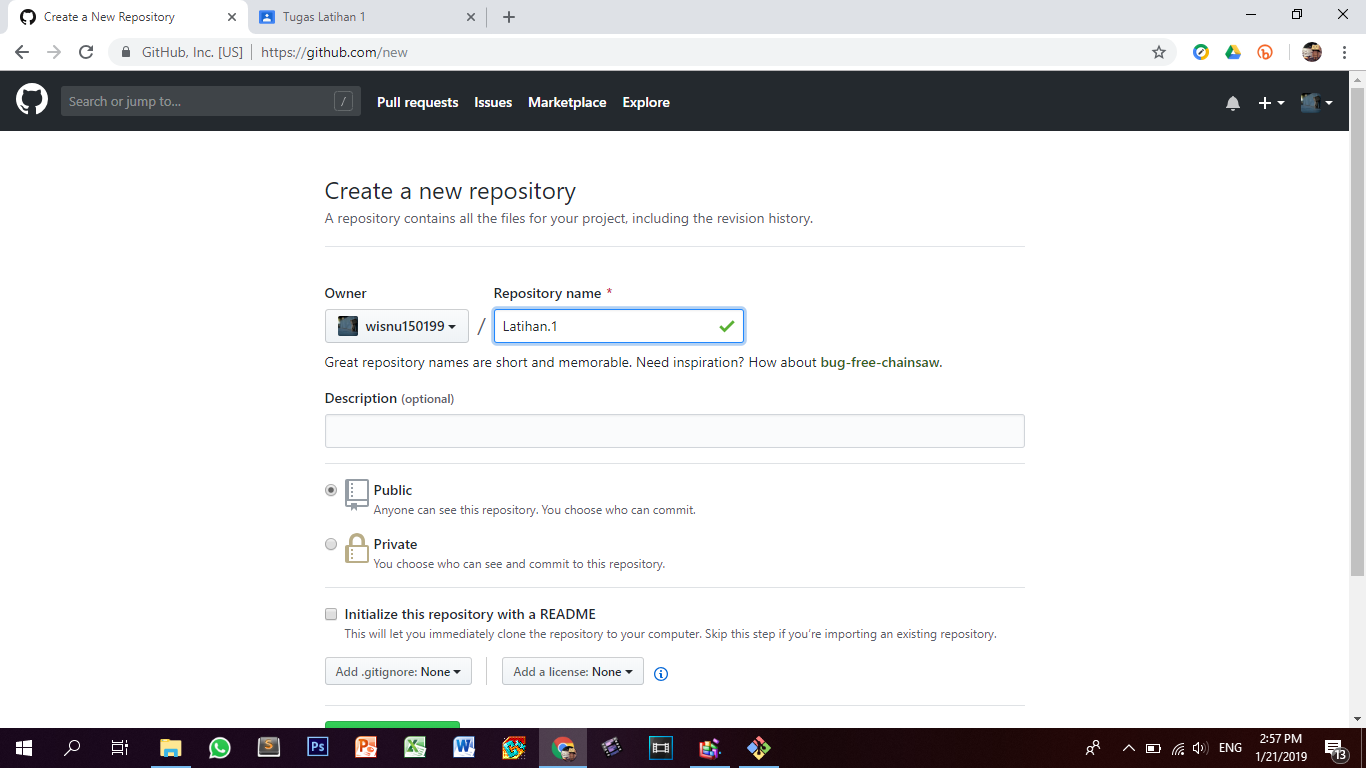 Create a New Repository
Tugas Latihan 1
GitHub, Inc. [US] https://github.com/new
Search or jump to... /
Pull requests Issues Marketplace Explore
Create a new repository
A repository contains all the files for your project, including the revision history.
Owner Repository name *
wisnu150199 / Latihan.1
Great repository names are short and memorable. Need inspiration? How about bug-free-chainsaw.
Description (optional)
Public
Anyone can see this repository. You choose who can commit.
Private
You choose who can see and commit to this repository.
Initialize this repository with a README
This will let you immediately clone the repository to your computer. Skip this step if you're importing an existing repository.
Add .gitignore: None Add a license: None
S Ps P X W
ENG
2:57 PM
1/21/2019
13